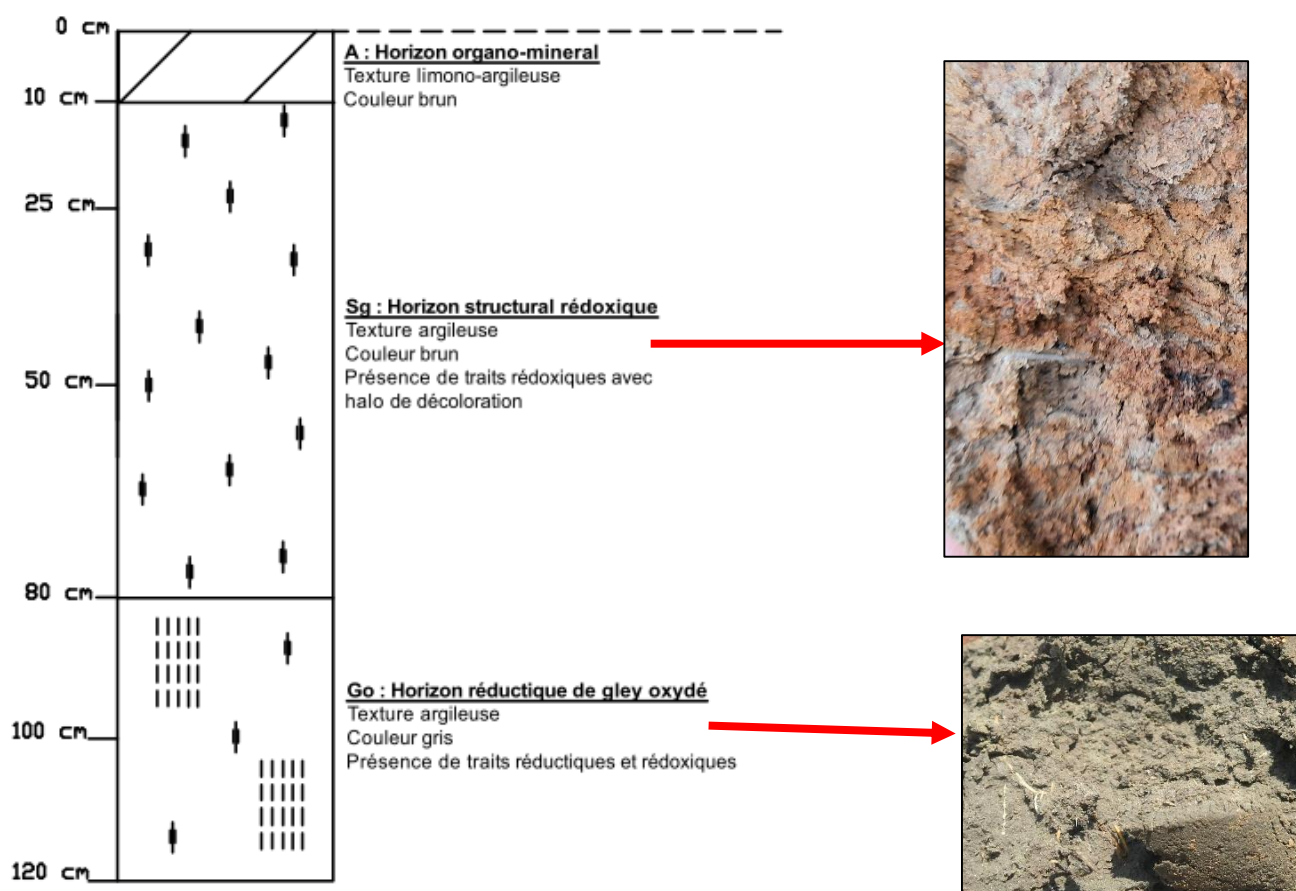 0 cm
A : Horizon organo-mineral
Texture limono-argileuse
Couleur brun
10 cm
25 cm
Sg : Horizon structural rédoxique
Texture argileuse
Couleur brun
Présence de traits rédoxiques avec
halo de décoloration
50 cm
80 cm
Go : Horizon réductique de gley oxydé
Texture argileuse
Couleur gris
Présence de traits réductiques et rédoxiques
100 cm
120 cm